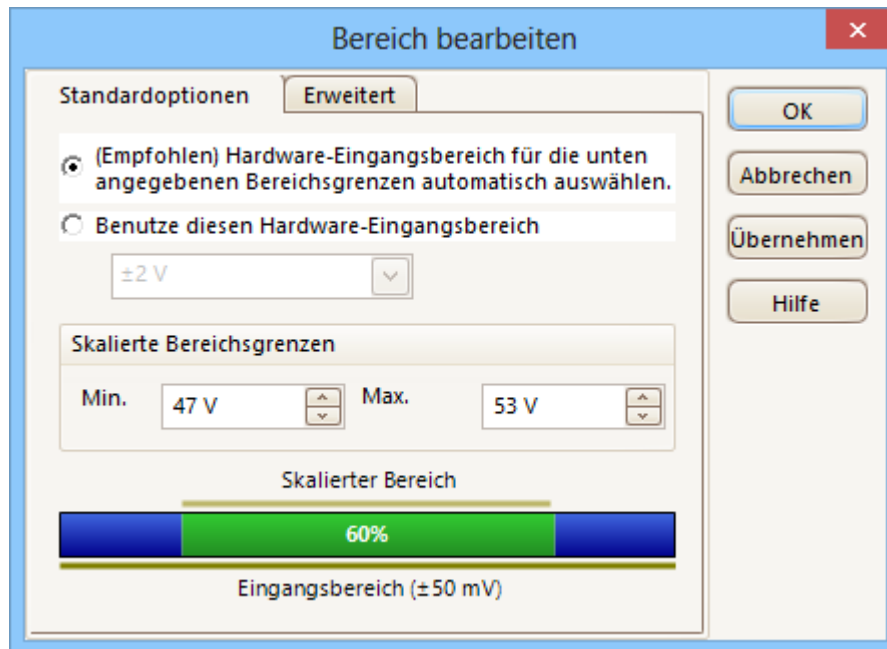 Bereich bearbeiten
Standardoptionen
Erweitert
(Empfohlen) Hardware-Eingangsbereich für die unten
angegebenen Bereichsgrenzen automatisch auswählen.
Benutze diesen Hardware-Eingangsbereich
±2 V
Skalierte Bereichsgrenzen
Min.
47 V
Max.
53 V
Skalierter Bereich
60%
Eingangsbereich (±50 mV)
OK
Abbrechen
Übernehmen
Hilfe